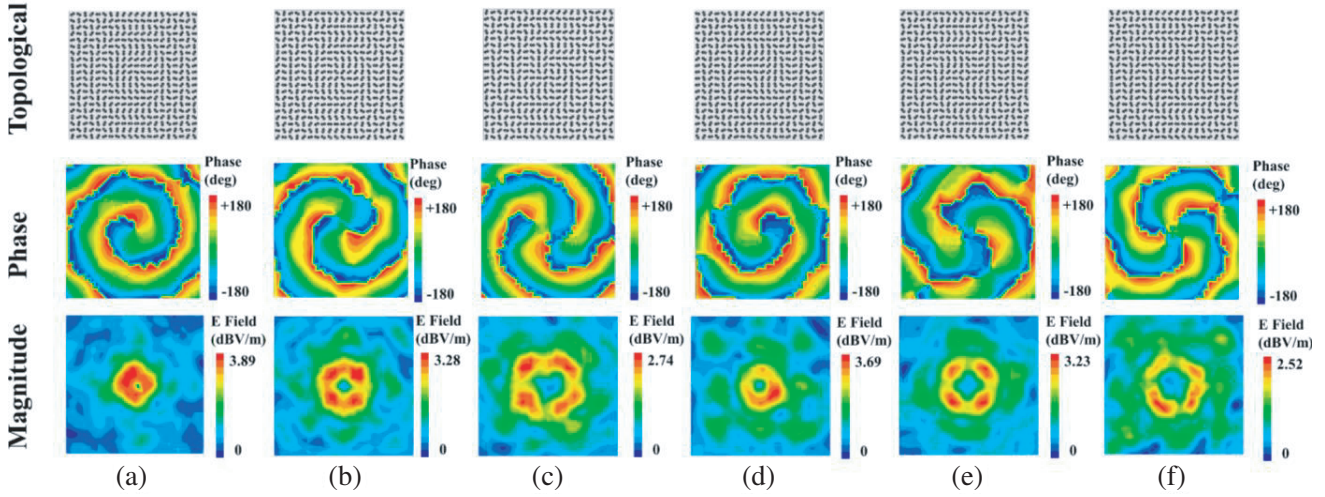 Topological
Phase
Phase (deg) +180 -180
Phase (deg) +180 -180
Phase (deg) +180 -180
Phase (deg) +180 -180
Phase (deg) +180 -180
Phase (deg) +180 -180
Magnitude
E Field (dBV/m) 3.89 0
E Field (dBV/m) 3.28 0
E Field (dBV/m) 2.74 0
E Field (dBV/m) 3.69 0
E Field (dBV/m) 3.23 0
E Field (dBV/m) 2.52 0
(a) (b) (c) (d) (e) (f)